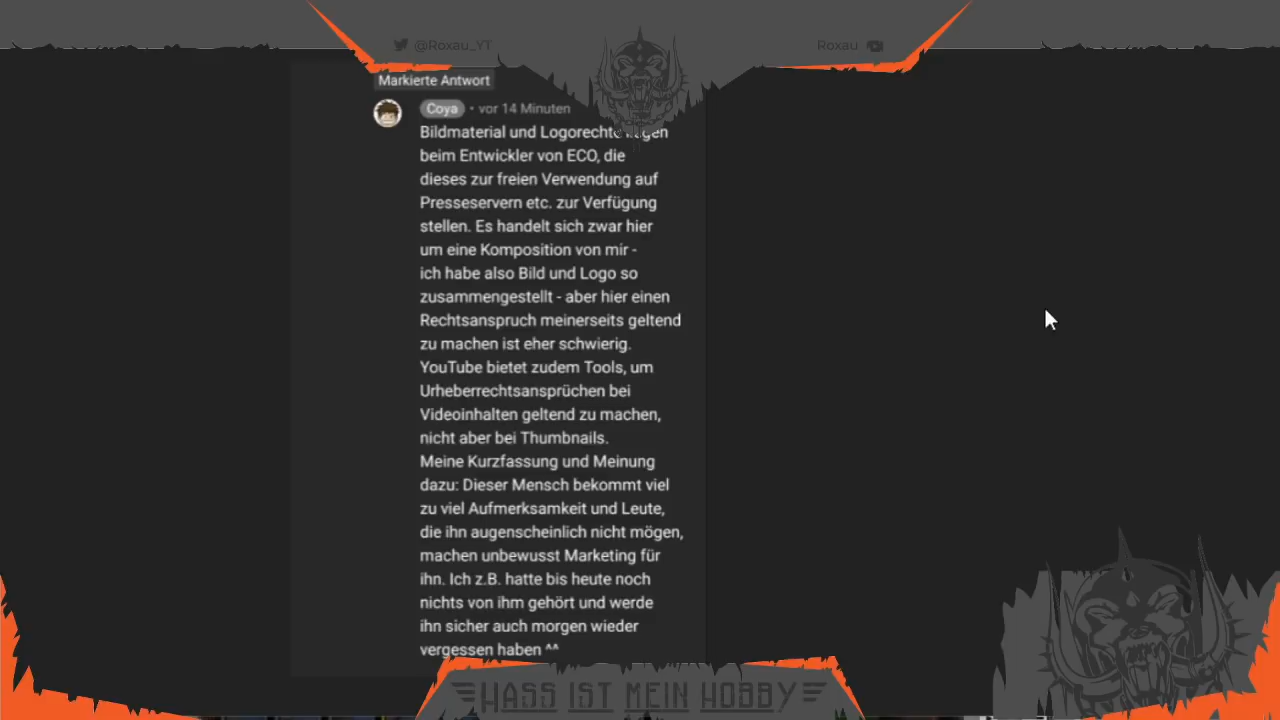 @Roxau_YT
Roxau
Markierte Antwort
Coya • vor 14 Minuten
Bildmaterial und Logorechte
beim Entwickler von ECO, die
dieses zur freien Verwendung auf
Presseservern etc. zur Verfügung
stellen. Es handelt sich zwar hier
um eine Komposition von mir -
ich habe also Bild und Logo so
zusammengestellt - aber hier einen
Rechtsanspruch meinerseits geltend
zu machen ist eher schwierig.
YouTube bietet zudem Tools, um
Urheberrechtsansprüchen bei
Videoinhalten geltend zu machen,
nicht aber bei Thumbnails.
Meine Kurzfassung und Meinung
dazu: Dieser Mensch bekommt viel
zu viel Aufmerksamkeit und Leute,
die ihn augenscheinlich nicht mögen,
machen unbewusst Marketing für
ihn. Ich z.B. hatte bis heute noch
nichts von ihm gehört und werde
ihn sicher auch morgen wieder
vergessen haben ^^
HASS IST MEIN HOBBY